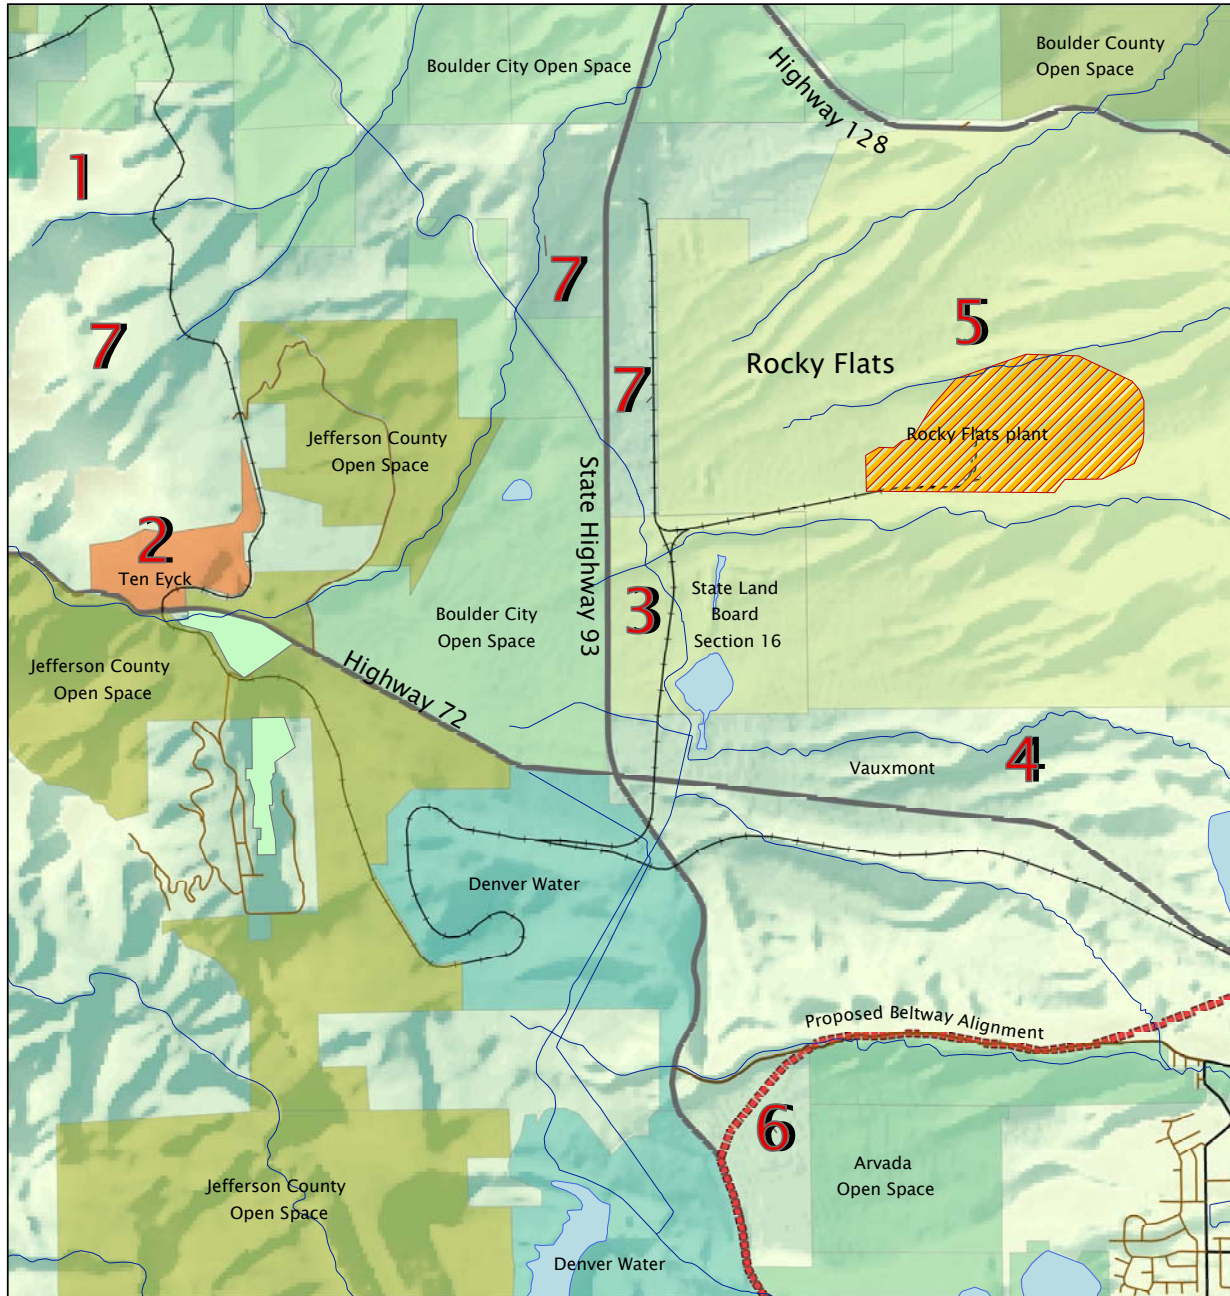 Boulder County
Open Space
Boulder City Open Space
Highway 128
1
7
7
5
7
Rocky Flats
Rocky Flats plant
Jefferson County
Open Space
State Highway 93
2
Ten Eyck
3
State Land
Board
Section 16
Boulder City
Open Space
Jefferson County
Open Space
Highway 72
4
Vauxmont
Denver Water
Proposed Beltway Alignment
6
Arvada
Open Space
Jefferson County
Open Space
Denver Water